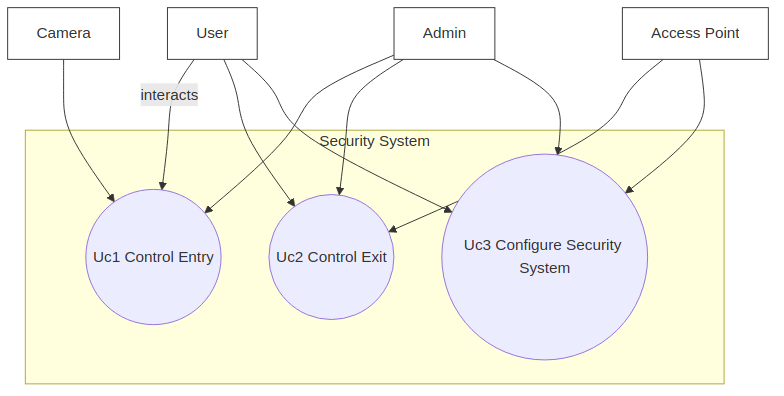 Camera
User
Admin
Access Point
interacts
Security System
Uc1 Control Entry
Uc2 Control Exit
Uc3 Configure Security
System